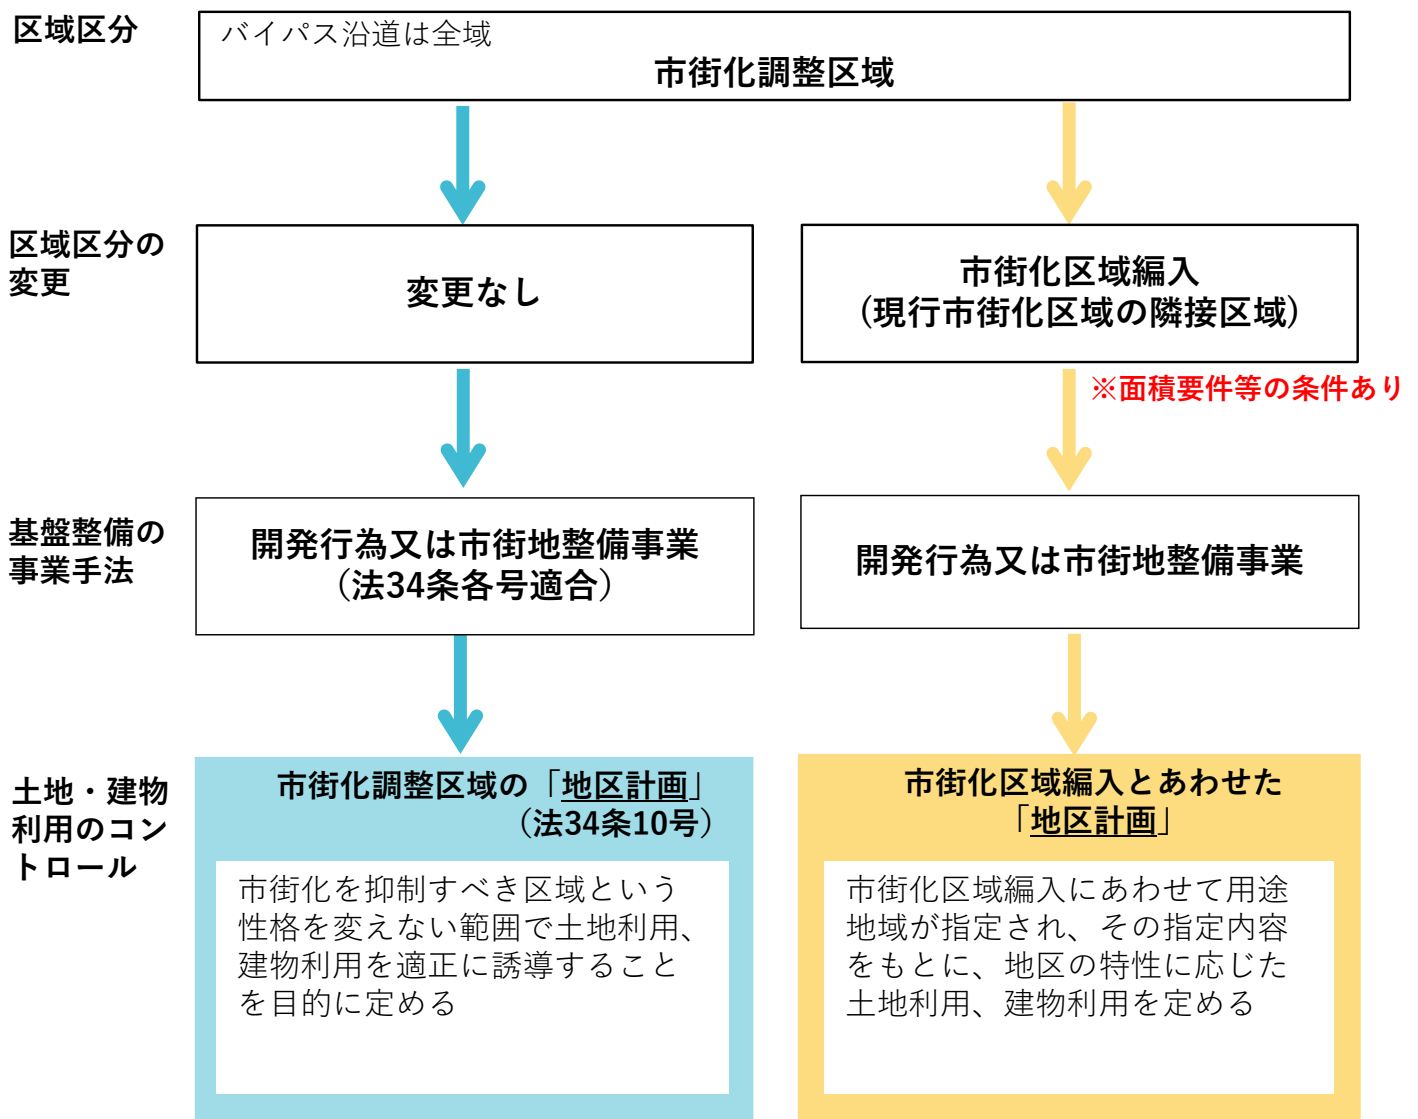 区域区分
バイパス沿道は全域
市街化調整区域
区域区分の
変更
変更なし
市街化区域編入
（現行市街化区域の隣接区域）
※面積要件等の条件あり
基盤整備の
事業手法
開発行為又は市街地整備事業
（法34条各号適合）
開発行為又は市街地整備事業
土地・建物
利用のコン
トロール
市街化調整区域の「地区計画」
（法34条10号）
市街化を抑制すべき区域という
性格を変えない範囲で土地利用、
建物利用を適正に誘導すること
を目的に定める
市街化区域編入とあわせた
「地区計画」
市街化区域編入にあわせて用途
地域が指定され、その指定内容
をもとに、地区の特性に応じた
土地利用、建物利用を定める